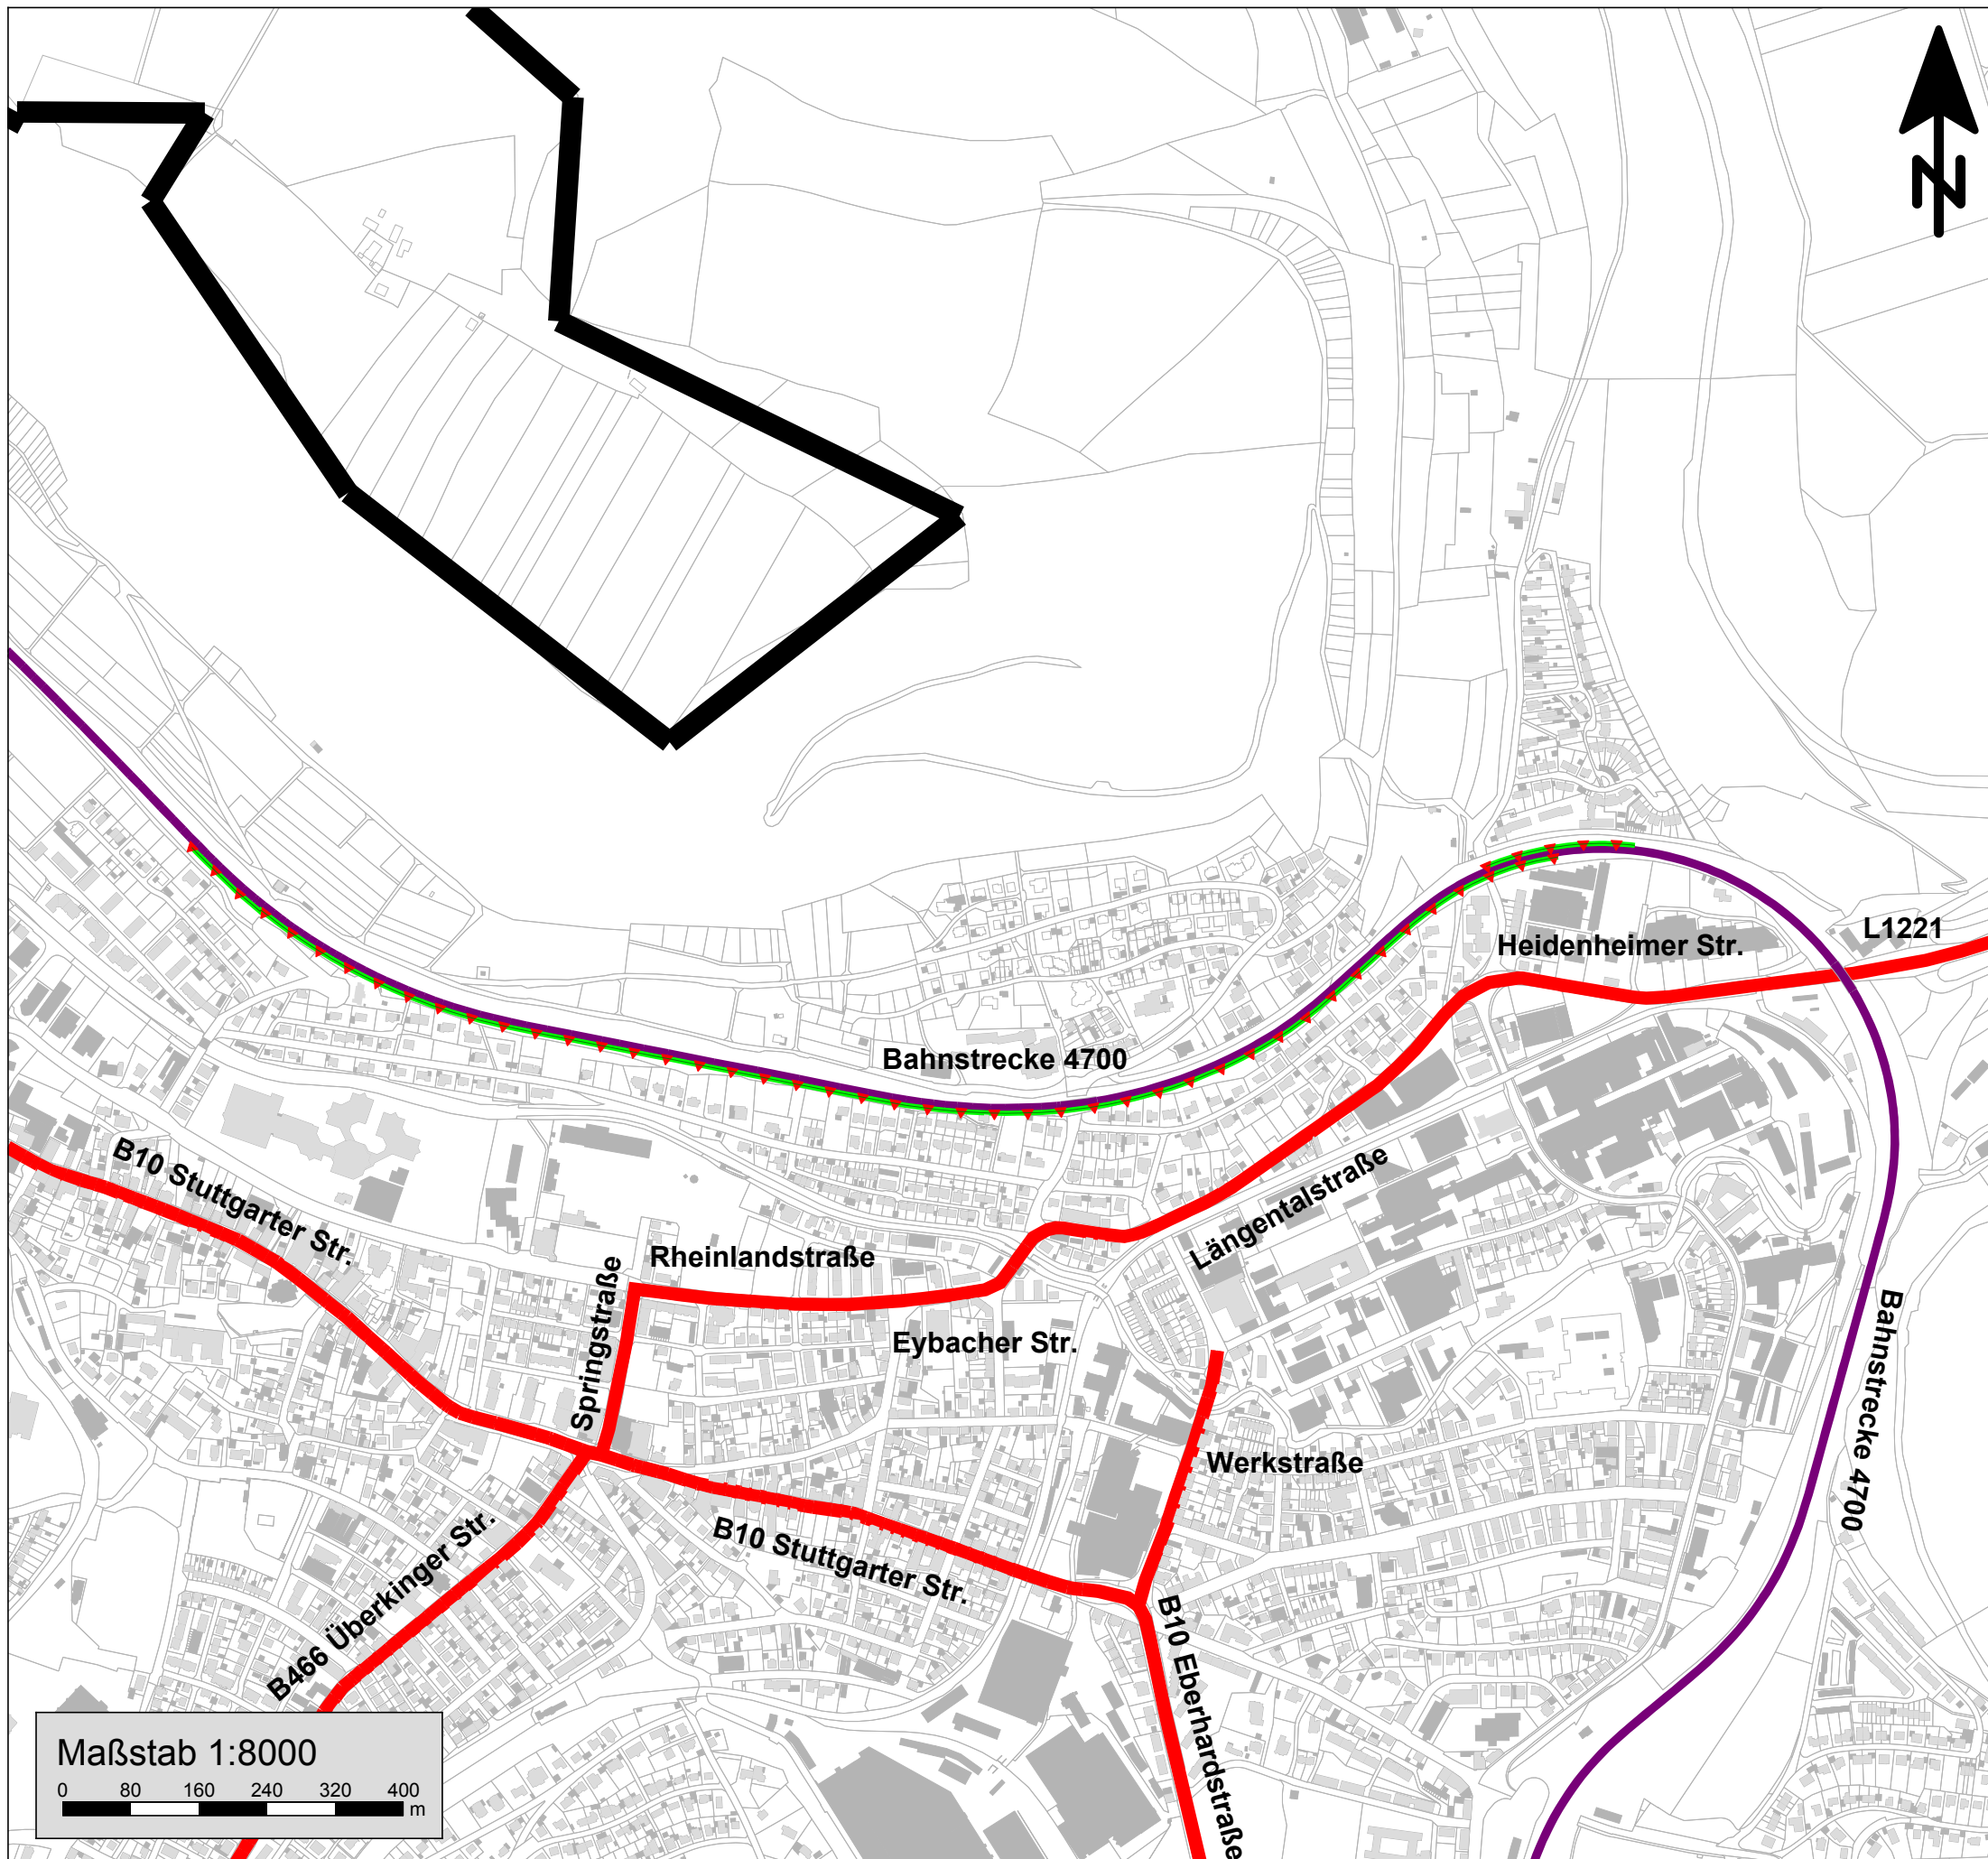 N
L1221
Heidenheimer Str.
Bahnstrecke 4700
B10 Stuttgarter Str.
Längentalstraße
Rheinlandstraße
Springstraße
Eybacher Str.
Bahnstrecke 4700
Werkstraße
B10 Stuttgarter Str.
B466 Überkinger Str.
B10 Eberhardstraße
Maßstab 1:8000
0 80 160 240 320 400
m